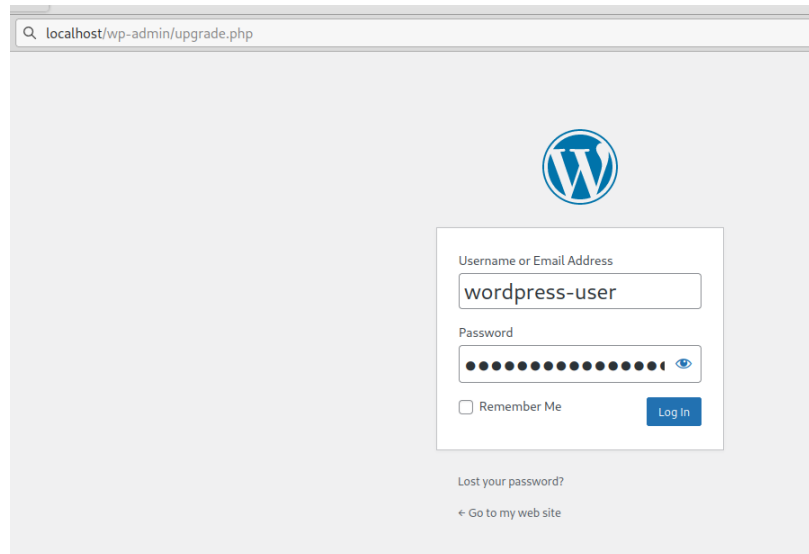 localhost/wp-admin/upgrade.php
Username or Email Address
wordpress-user
Password
●●●●●●●●●●●●●●●●
Remember Me
Log In
Lost your password?
← Go to my web site